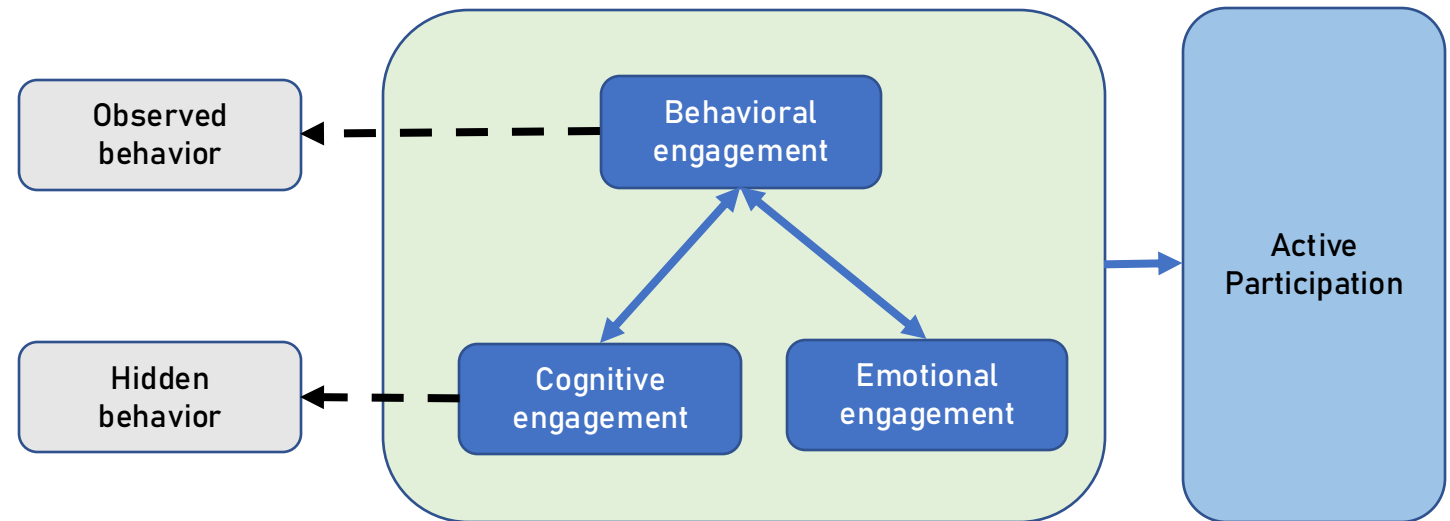 Observed
behavior
Behavioral
engagement
Hidden
behavior
Cognitive
engagement
Emotional
engagement
Active
Participation